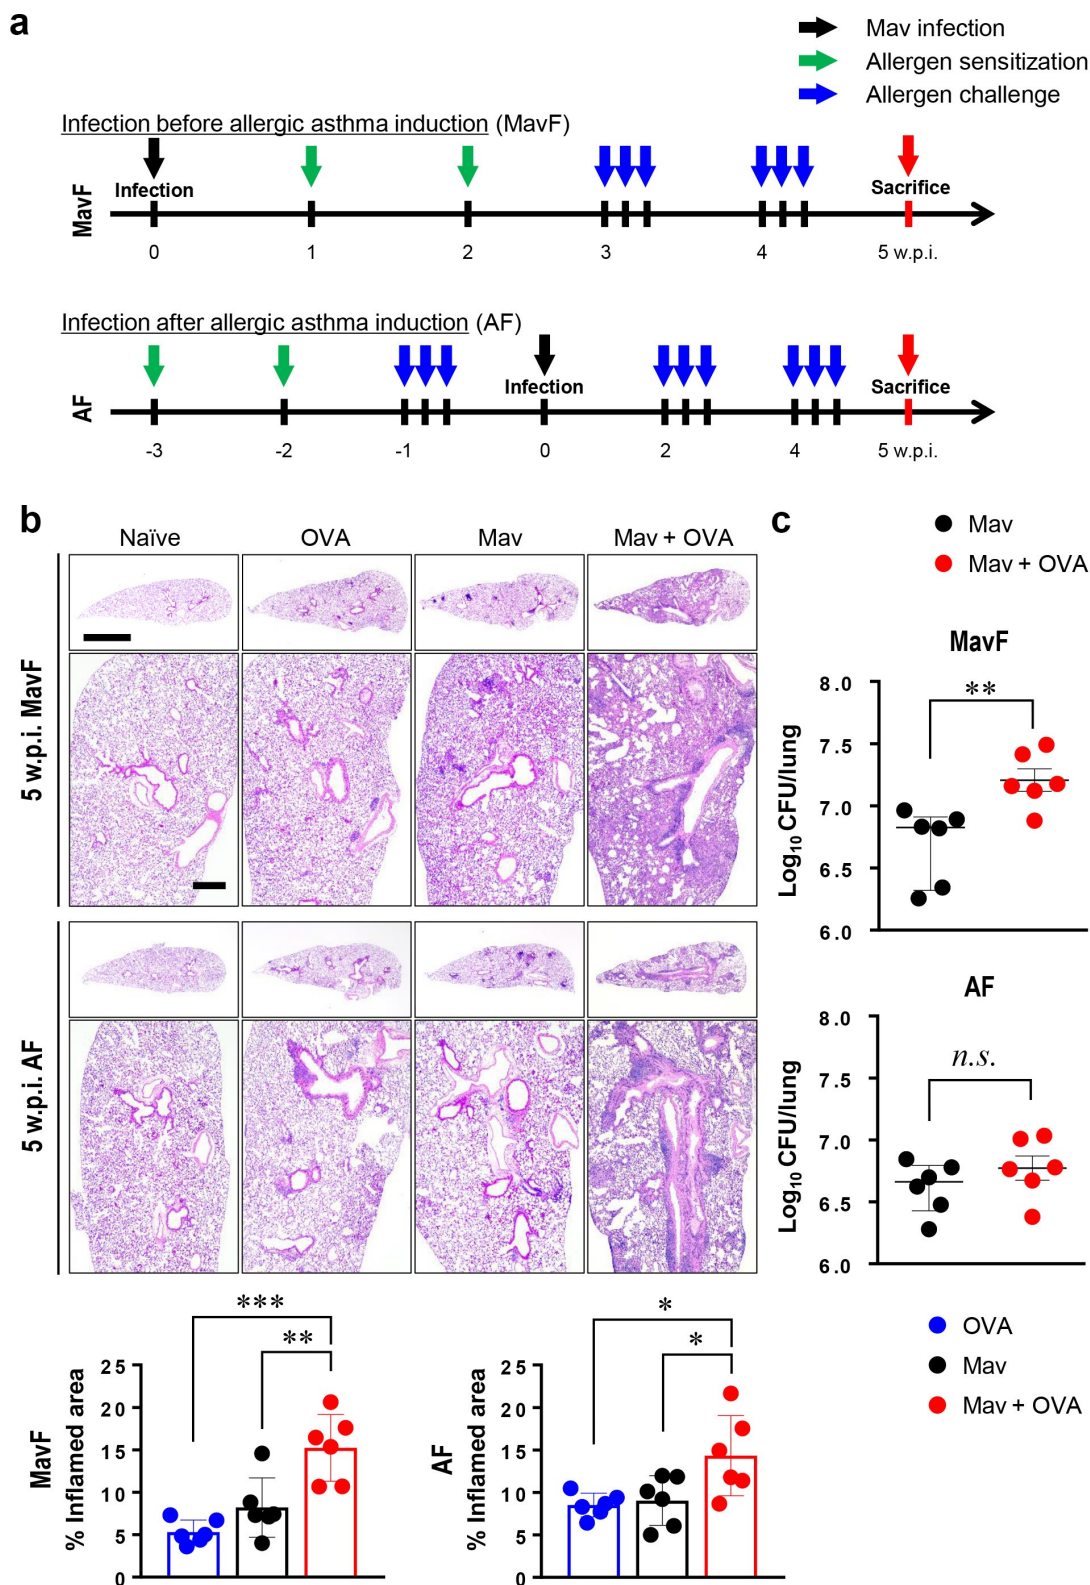 a
Mav infection
Allergen sensitization
Allergen challenge
Infection before allergic asthma induction (MavF)
MavF
Infection
Sacrifice
0 1 2 3 4 5 w.p.i.
Infection after allergic asthma induction (AF)
AF
Infection
Sacrifice
-3 -2 -1 0 2 4 5 w.p.i.
b
Naïve OVA Mav Mav + OVA
5 w.p.i. MavF
5 w.p.i. AF
c
Mav
Mav + OVA
MavF
Log10 CFU/lung
8.0
7.5
7.0
6.5
6.0
**
AF
Log10 CFU/lung
8.0
7.5
7.0
6.5
6.0
n.s.
MavF
% Inflamed area
25
20
15
10
5
0
***
**
AF
% Inflamed area
25
20
15
10
5
0
*
*
OVA
Mav
Mav + OVA